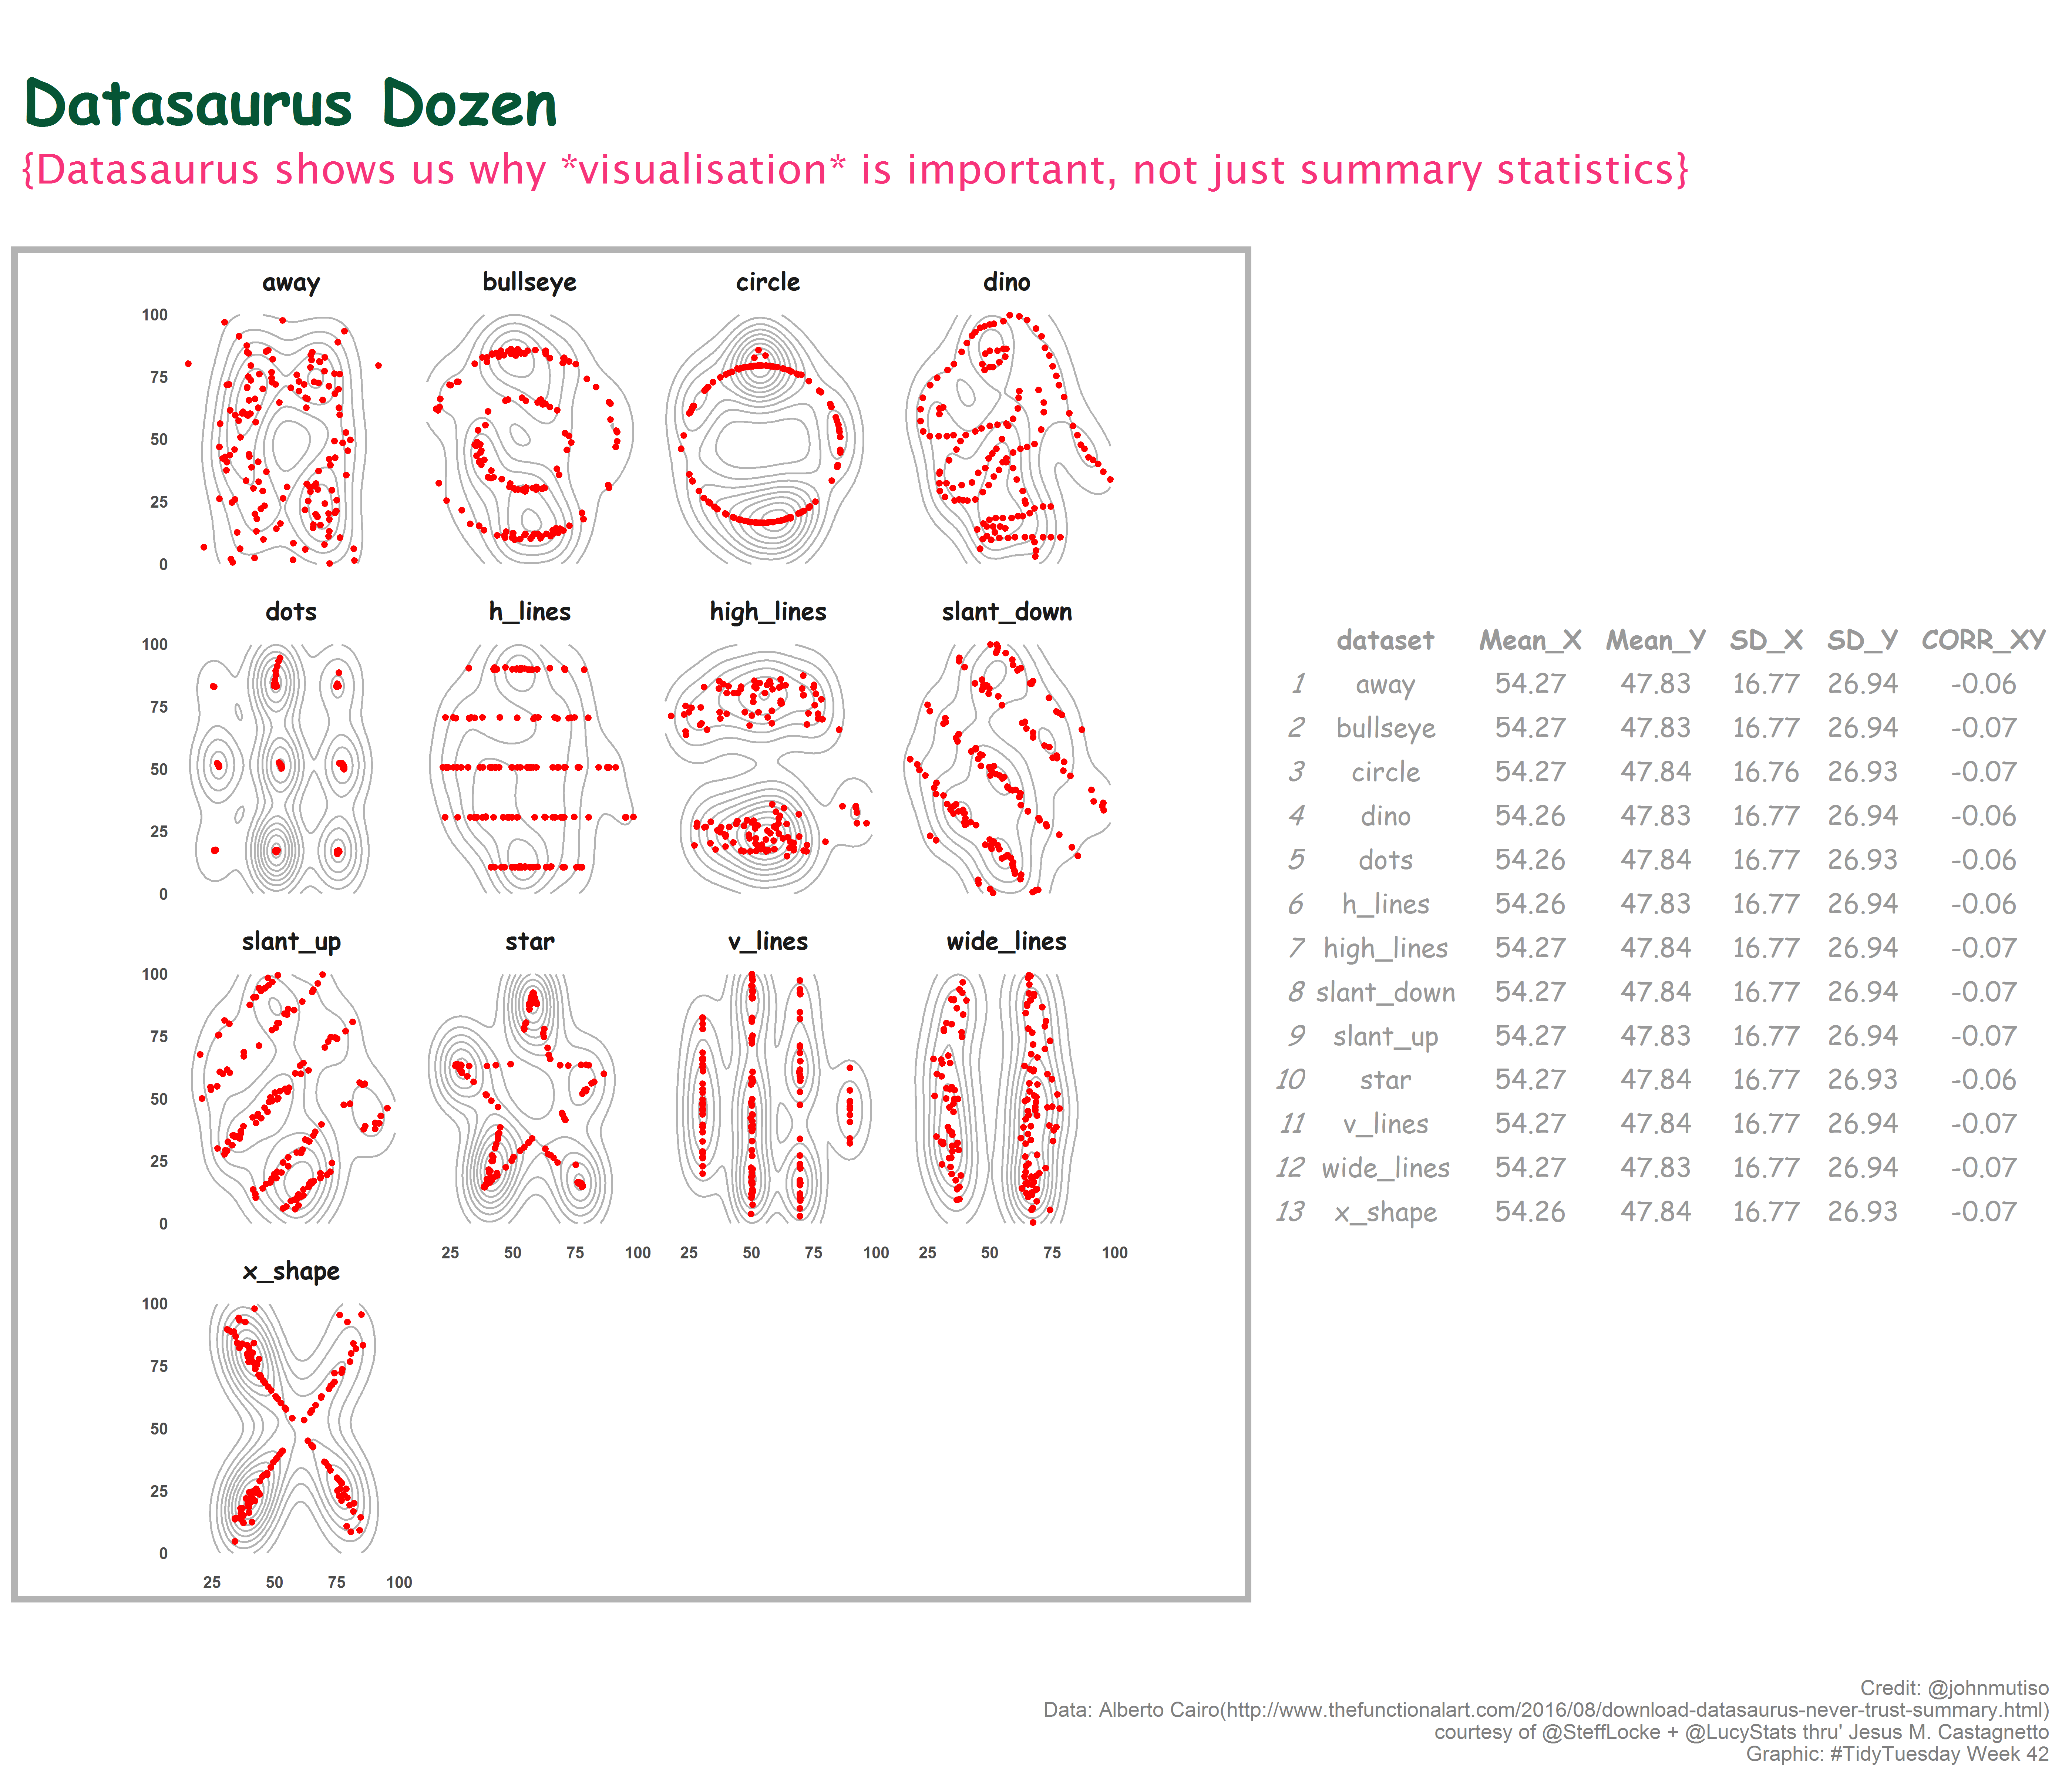 Datasaurus Dozen
{Datasaurus shows us why *visualisation* is important, not just summary statistics}
away bullseye circle dino
100
75
50
25
0
dots h_lines high_lines slant_down
100
75
50
25
0
slant_up star v_lines wide_lines
100
75
50
25
0
25 50 75 100 25 50 75 100 25 50 75 100
x_shape
100
75
50
25
0
25 50 75 100
dataset Mean_X Mean_Y SD_X SD_Y CORR_XY
1 away 54.27 47.83 16.77 26.94 -0.06
2 bullseye 54.27 47.83 16.77 26.94 -0.07
3 circle 54.27 47.84 16.76 26.93 -0.07
4 dino 54.26 47.83 16.77 26.94 -0.06
5 dots 54.26 47.84 16.77 26.93 -0.06
6 h_lines 54.26 47.83 16.77 26.94 -0.06
7 high_lines 54.27 47.84 16.77 26.94 -0.07
8 slant_down 54.27 47.84 16.77 26.94 -0.07
9 slant_up 54.27 47.83 16.77 26.94 -0.07
10 star 54.27 47.84 16.77 26.93 -0.06
11 v_lines 54.27 47.84 16.77 26.94 -0.07
12 wide_lines 54.27 47.83 16.77 26.94 -0.07
13 x_shape 54.26 47.84 16.77 26.93 -0.07
Credit: @johnmutiso
Data: Alberto Cairo(http://www.thefunctionalart.com/2016/08/download-datasaurus-never-trust-summary.html)
courtesy of @SteffLocke + @LucyStats thru' Jesus M. Castagnetto
Graphic: #TidyTuesday Week 42